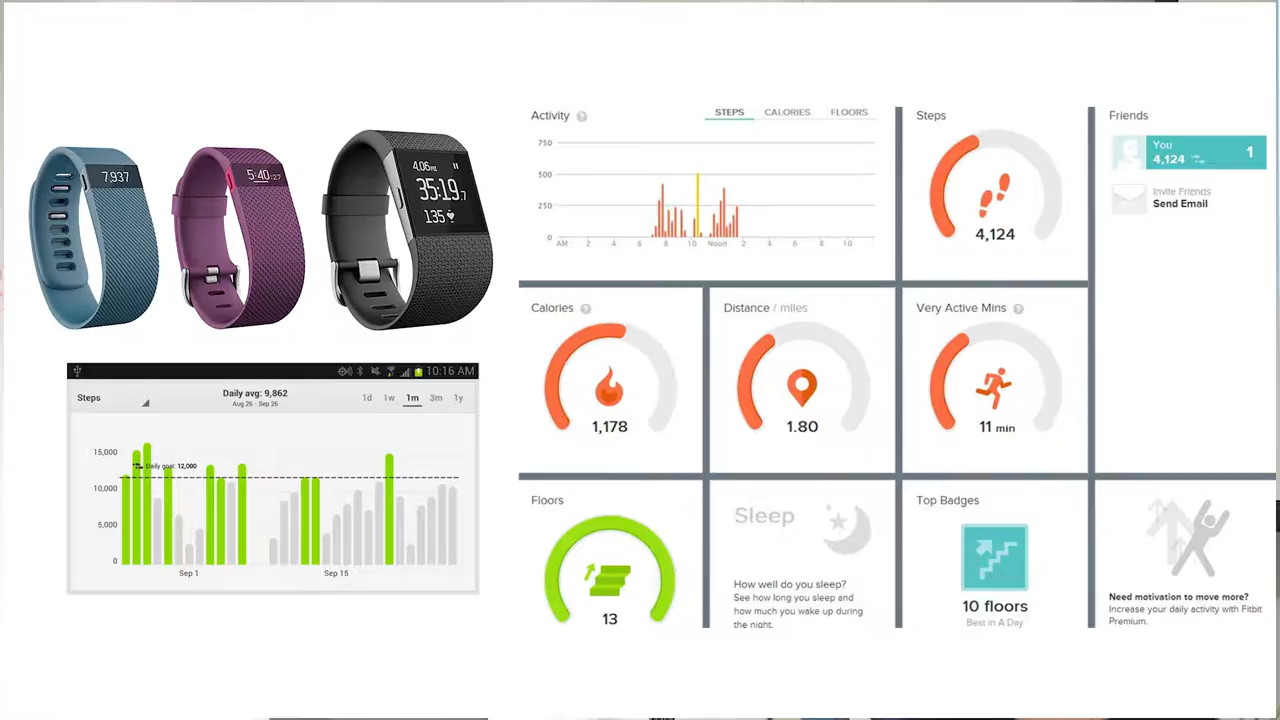 7,937
5:40:27
4.06MI
35:19.7
135
10:16 AM
Steps
Daily avg: 9,862
Aug 26 - Sep 26
1d 1w 1m 3m 1y
15,000
Daily goal: 12,000
10,000
5,000
0
Sep 1
Sep 15
Activity ?
STEPS CALORIES FLOORS
750
500
250
0
AM 2 4 6 8 10 Noon 2 4 6 8 10
Steps
4,124
Friends
You
4,124
1
Invite Friends
Send Email
Calories ?
1,178
Distance / miles
1.80
Very Active Mins ?
11 min
Floors
13
Sleep
How well do you sleep?
See how long you sleep and
how much you wake up during
the night.
Top Badges
10 floors
Best in A Day
Need motivation to move more?
Increase your daily activity with Fitbit
Premium.